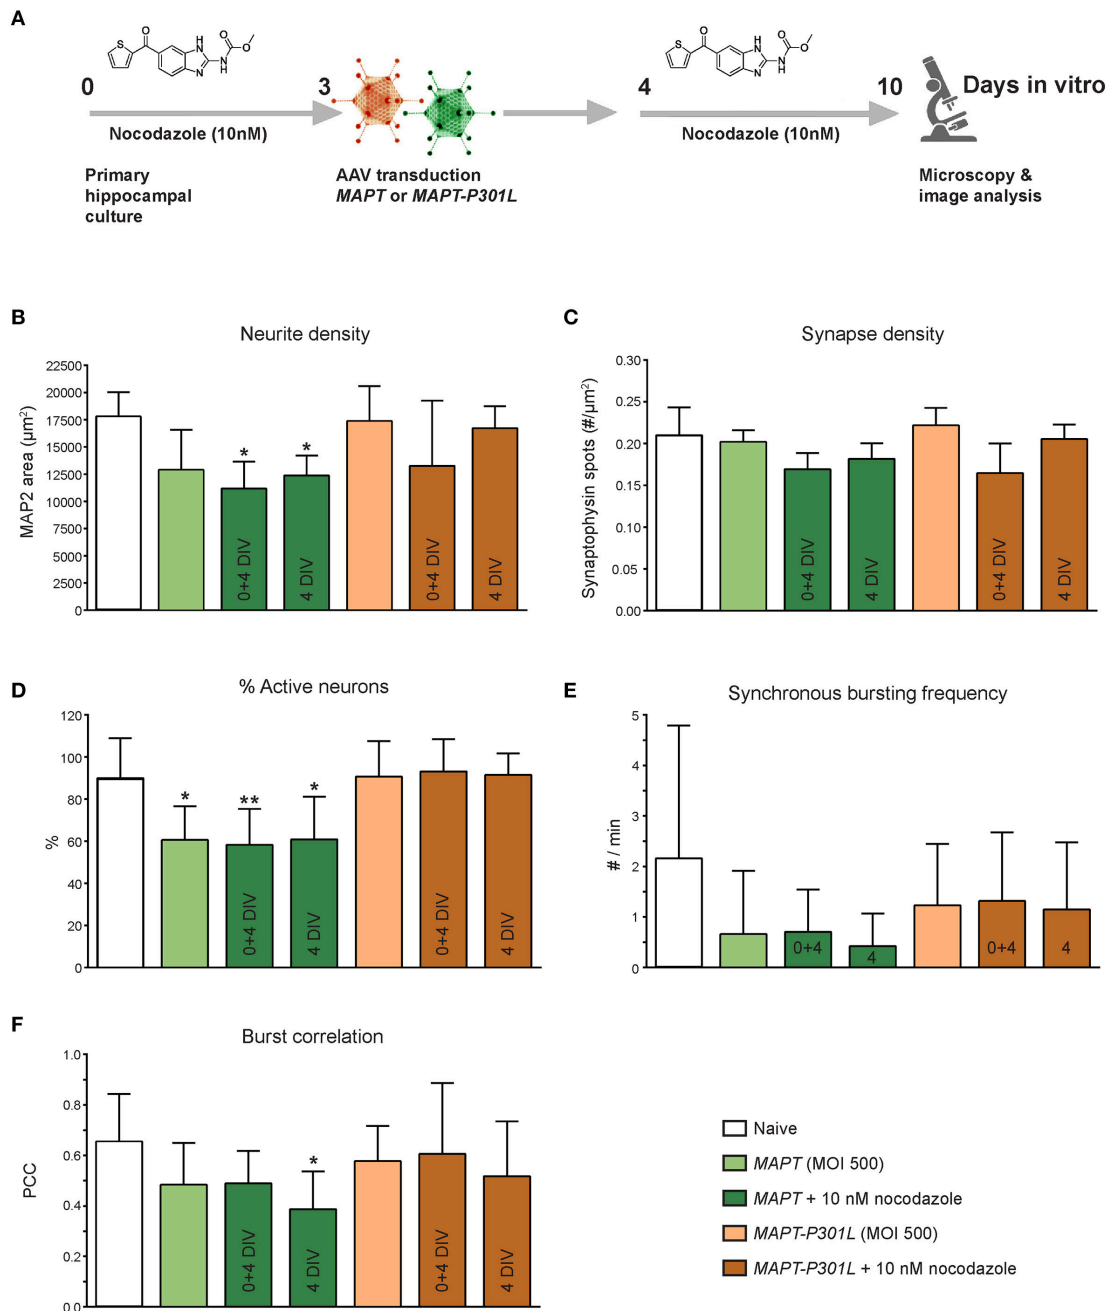 A
0
3
4
10
Days in vitro
Nocodazole (10nM)
Nocodazole (10nM)
Primary
hippocampal
culture
AAV transduction
MAPT or MAPT-P301L
Microscopy &
image analysis
S
O
H
N
N
N
H
O
O
S
O
H
N
N
N
H
O
O
B
Neurite density
MAP2 area (µm²)
22500
20000
17500
15000
12500
10000
7500
5000
2500
0
*
*
0+4 DIV
4 DIV
0+4 DIV
4 DIV
C
Synapse density
Synaptophysin spots (#/µm²)
0.30
0.25
0.20
0.15
0.10
0.05
0.00
0+4 DIV
4 DIV
0+4 DIV
4 DIV
D
% Active neurons
%
120
100
80
60
40
20
0
*
**
*
0+4 DIV
4 DIV
0+4 DIV
4 DIV
E
Synchronous bursting frequency
# / min
5
4
3
2
1
0
0+4
4
0+4
4
F
Burst correlation
PCC
1.0
0.8
0.6
0.4
0.2
0.0
*
0+4 DIV
4 DIV
0+4 DIV
4 DIV
Naive
MAPT (MOI 500)
MAPT + 10 nM nocodazole
MAPT-P301L (MOI 500)
MAPT-P301L + 10 nM nocodazole